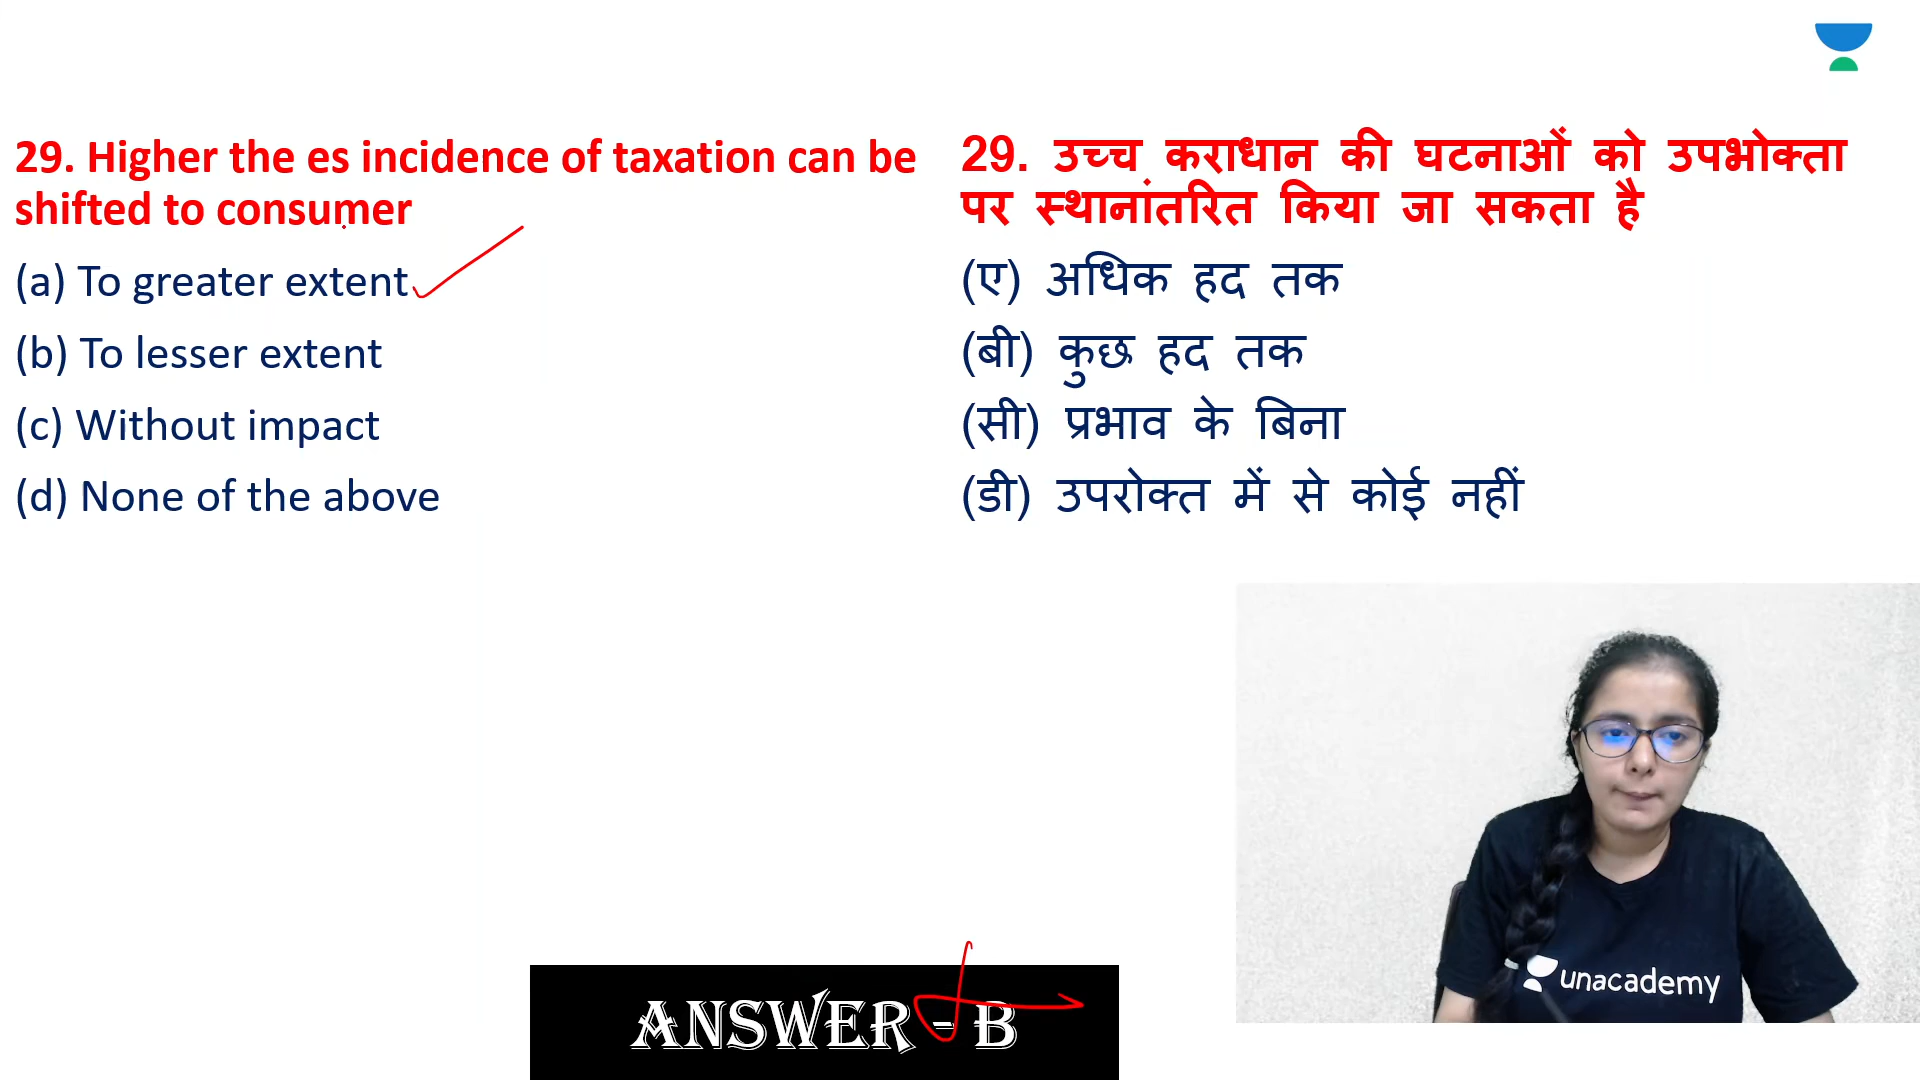 29. Higher the es incidence of taxation can be
shifted to consumer
(a) To greater extent
(b) To lesser extent
(c) Without impact
(d) None of the above
29. उच्च कराधान की घटनाओं को उपभोक्ता
पर स्थानांतरित किया जा सकता है
(ए) अधिक हद तक
(बी) कुछ हद तक
(सी) प्रभाव के बिना
(डी) उपरोक्त में से कोई नहीं
ANSWER - B
unacademy